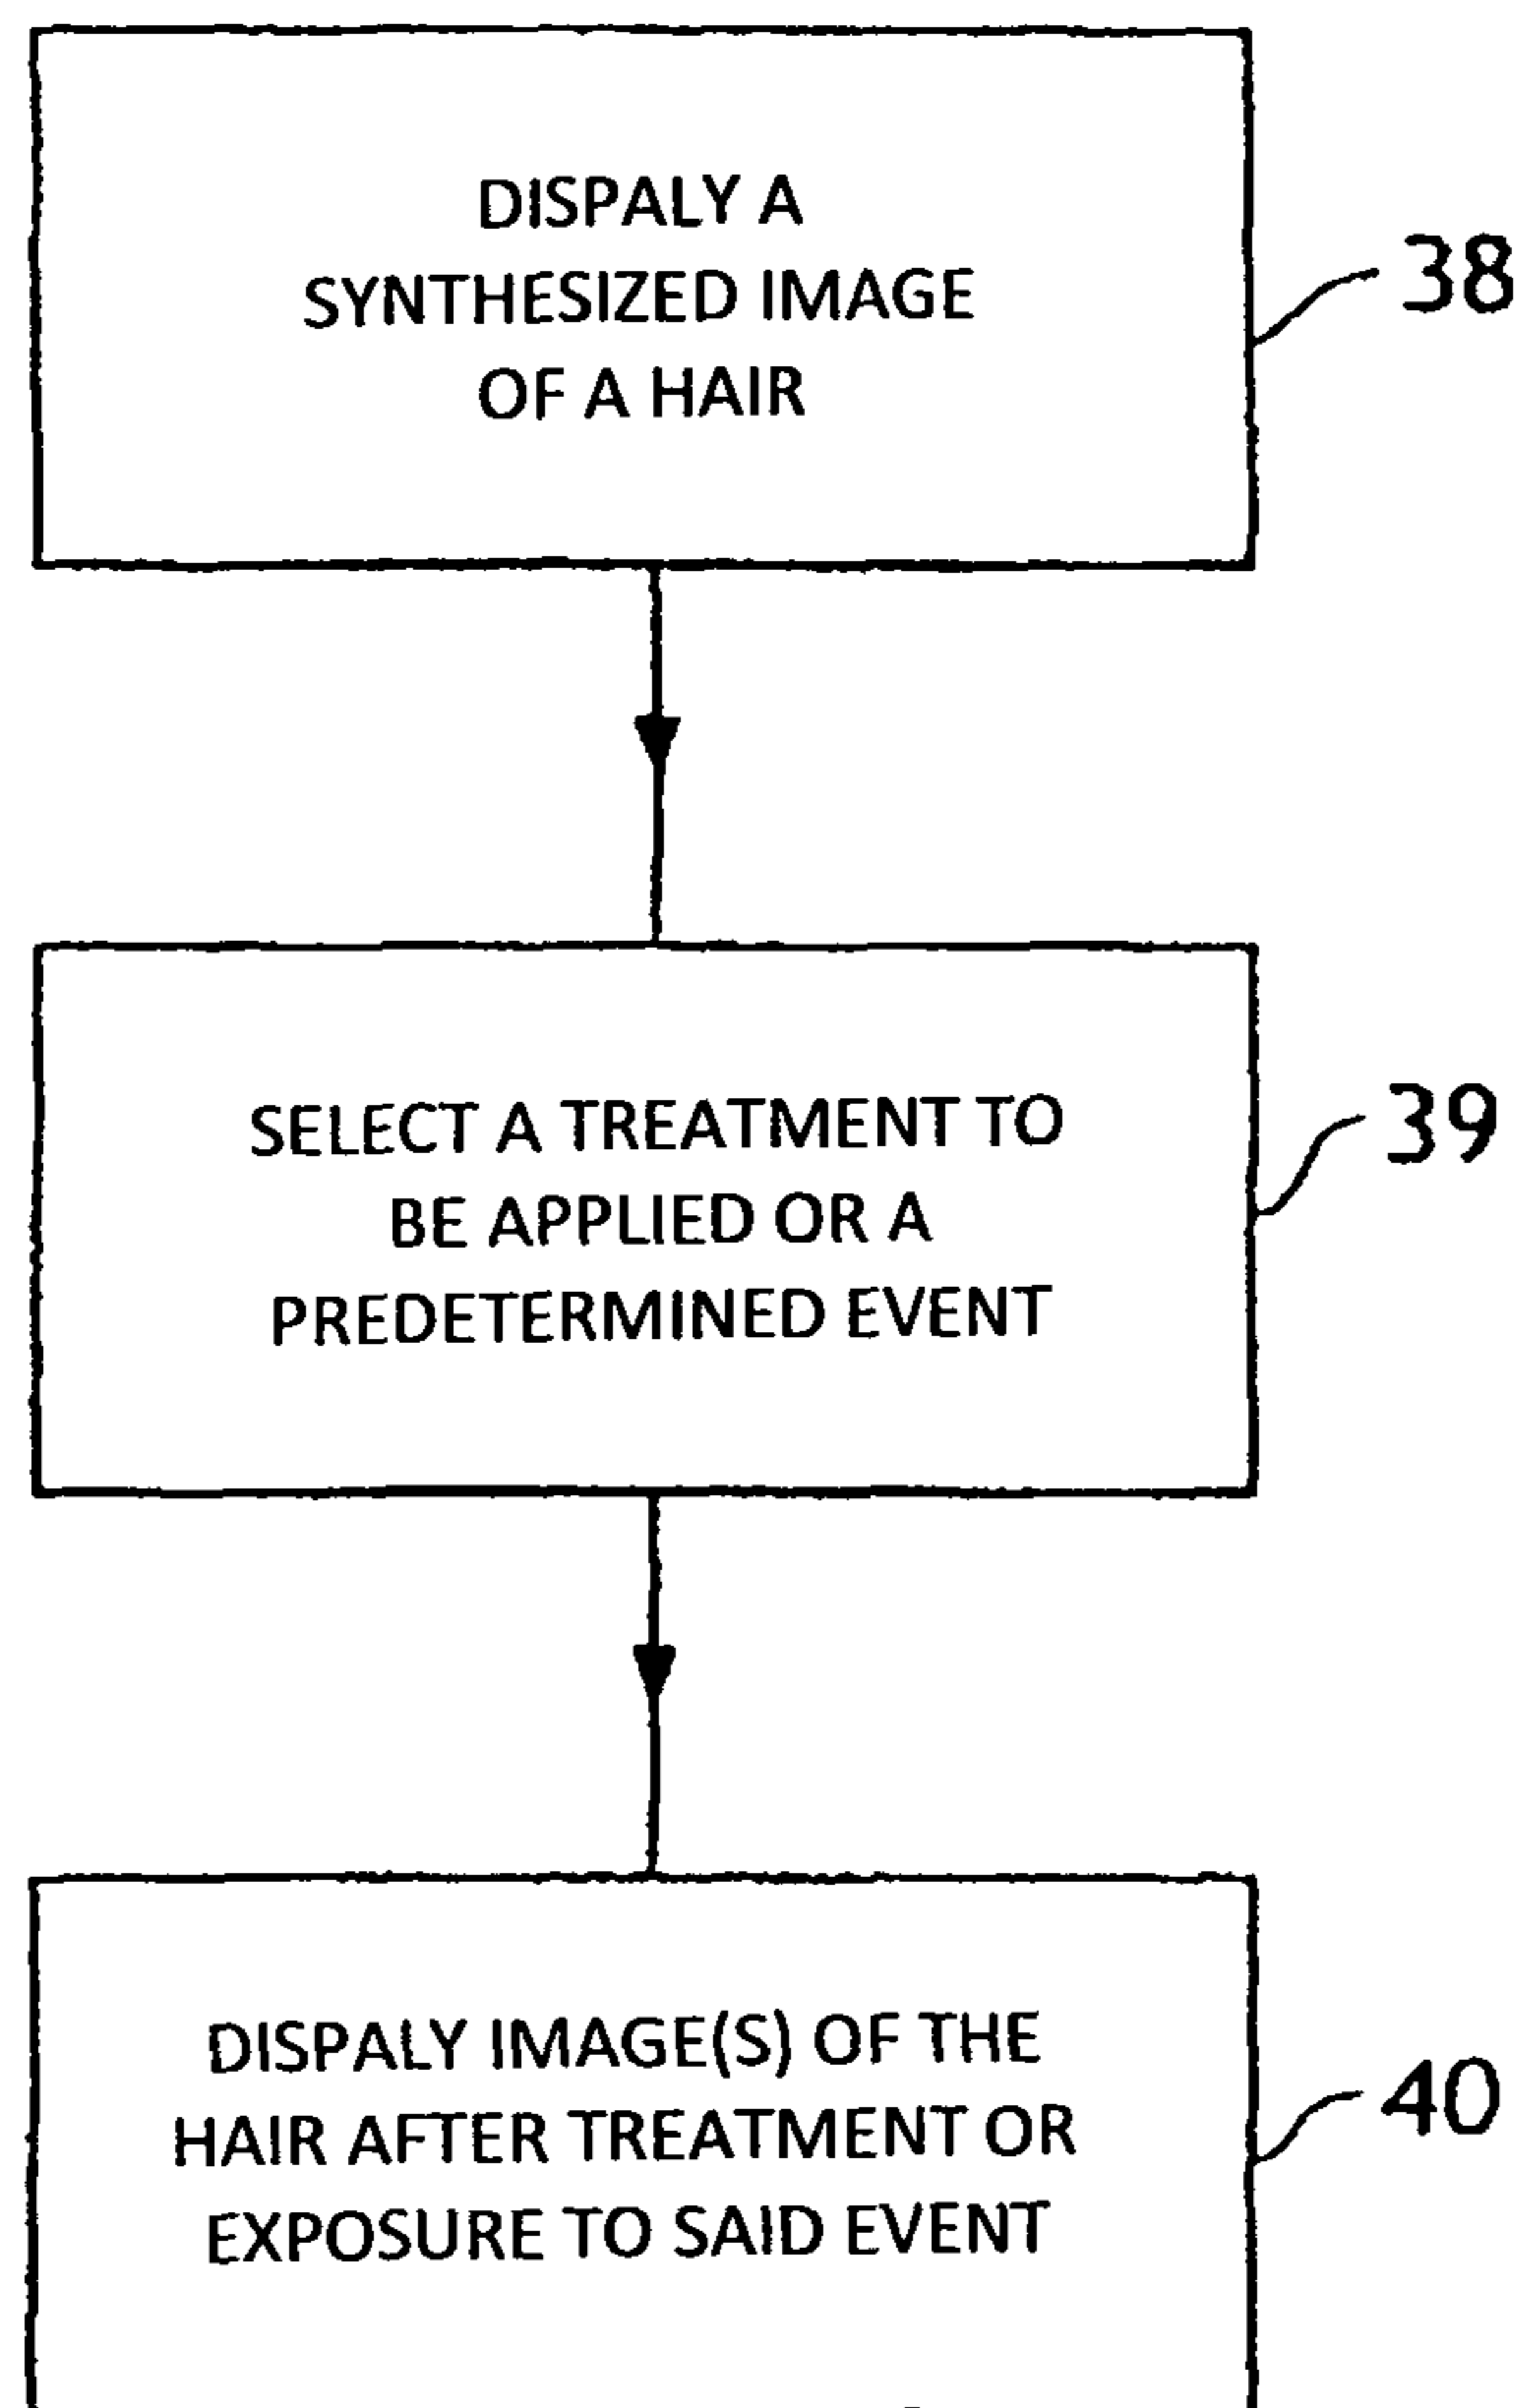 DISPALY A
SYNTHESIZED IMAGE
OF A HAIR
38
SELECT A TREATMENT TO
BE APPLIED OR A
PREDETERMINED EVENT
39
DISPALY IMAGE(S) OF THE
HAIR AFTER TREATMENT OR
EXPOSURE TO SAID EVENT
40